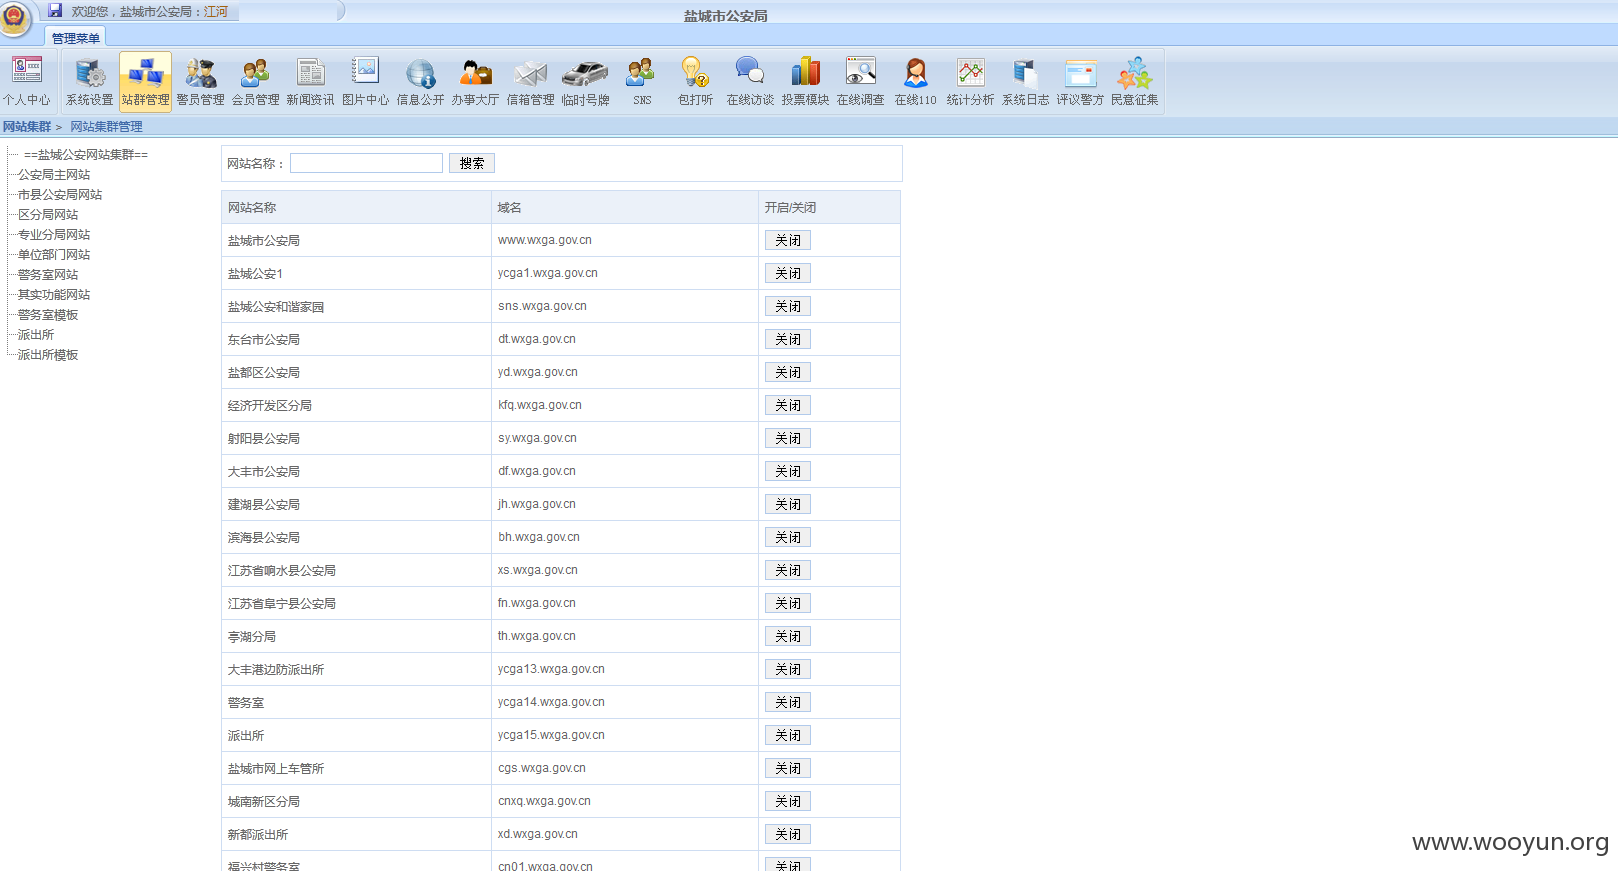 欢迎您，盐城市公安局：江河
盐城市公安局
管理菜单
个人中心 系统设置 站群管理 警员管理 会员管理 新闻资讯 图片中心 信息公开 办事大厅 信箱管理 临时号牌 SNS 包打听 在线访谈 投票模块 在线调查 在线110 统计分析 系统日志 评议警方 民意征集
网站集群 > 网站集群管理
==盐城公安网站集群==
公安局主网站
市县公安局网站
区分局网站
专业分局网站
单位部门网站
警务室网站
其实功能网站
警务室模板
派出所
派出所模板
网站名称： 搜索
网站名称 域名 开启/关闭
盐城市公安局 www.wxga.gov.cn 关闭
盐城公安1 ycga1.wxga.gov.cn 关闭
盐城公安和谐家园 sns.wxga.gov.cn 关闭
东台市公安局 dt.wxga.gov.cn 关闭
盐都区公安局 yd.wxga.gov.cn 关闭
经济开发区分局 kfq.wxga.gov.cn 关闭
射阳县公安局 sy.wxga.gov.cn 关闭
大丰市公安局 df.wxga.gov.cn 关闭
建湖县公安局 jh.wxga.gov.cn 关闭
滨海县公安局 bh.wxga.gov.cn 关闭
江苏省响水县公安局 xs.wxga.gov.cn 关闭
江苏省阜宁县公安局 fn.wxga.gov.cn 关闭
亭湖分局 th.wxga.gov.cn 关闭
大丰港边防派出所 ycga13.wxga.gov.cn 关闭
警务室 ycga14.wxga.gov.cn 关闭
派出所 ycga15.wxga.gov.cn 关闭
盐城市网上车管所 cgs.wxga.gov.cn 关闭
城南新区分局 cnxq.wxga.gov.cn 关闭
新都派出所 xd.wxga.gov.cn 关闭
福兴村警务室 cn01.wxga.gov.cn 关闭
www.wooyun.org